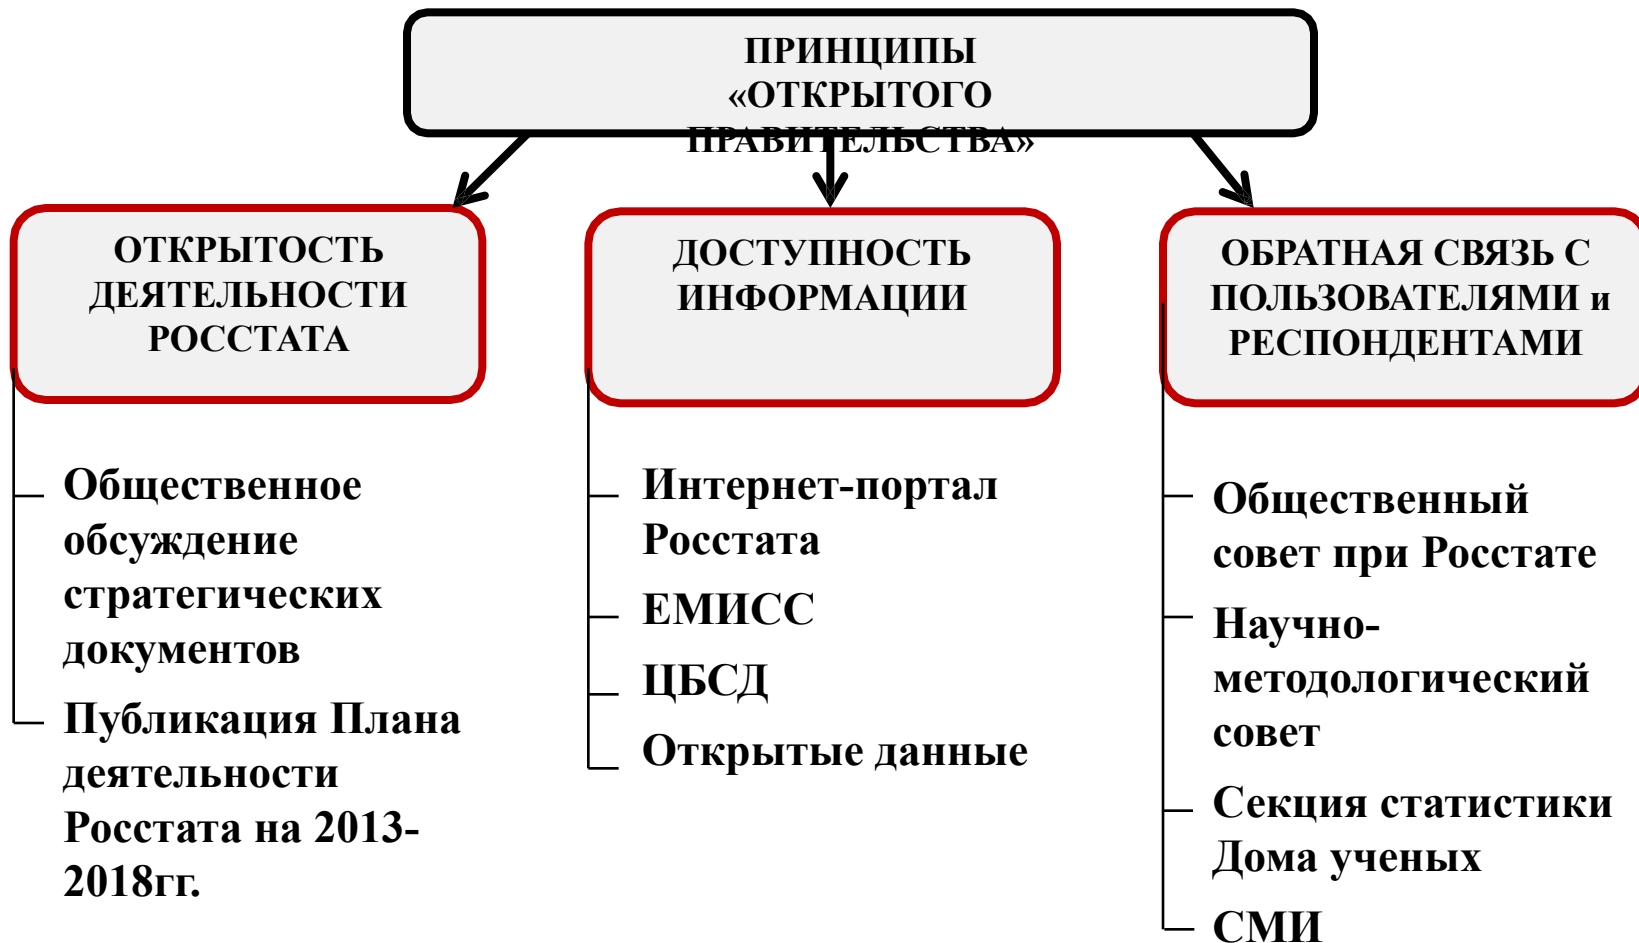 ПРИНЦИПЫ
«ОТКРЫТОГО
ПРАВИТЕЛЬСТВА»
ОТКРЫТОСТЬ
ДЕЯТЕЛЬНОСТИ
РОССТАТА
Общественное
обсуждение
стратегических
документов
Публикация Плана
деятельности
Росстата на 2013-
2018гг.
ДОСТУПНОСТЬ
ИНФОРМАЦИИ
Интернет-портал
Росстата
ЕМИСС
ЦБСД
Открытые данные
ОБРАТНАЯ СВЯЗЬ С
ПОЛЬЗОВАТЕЛЯМИ и
РЕСПОНДЕНТАМИ
Общественный
совет при Росстате
Научно-
методологический
совет
Секция статистики
Дома ученых
СМИ